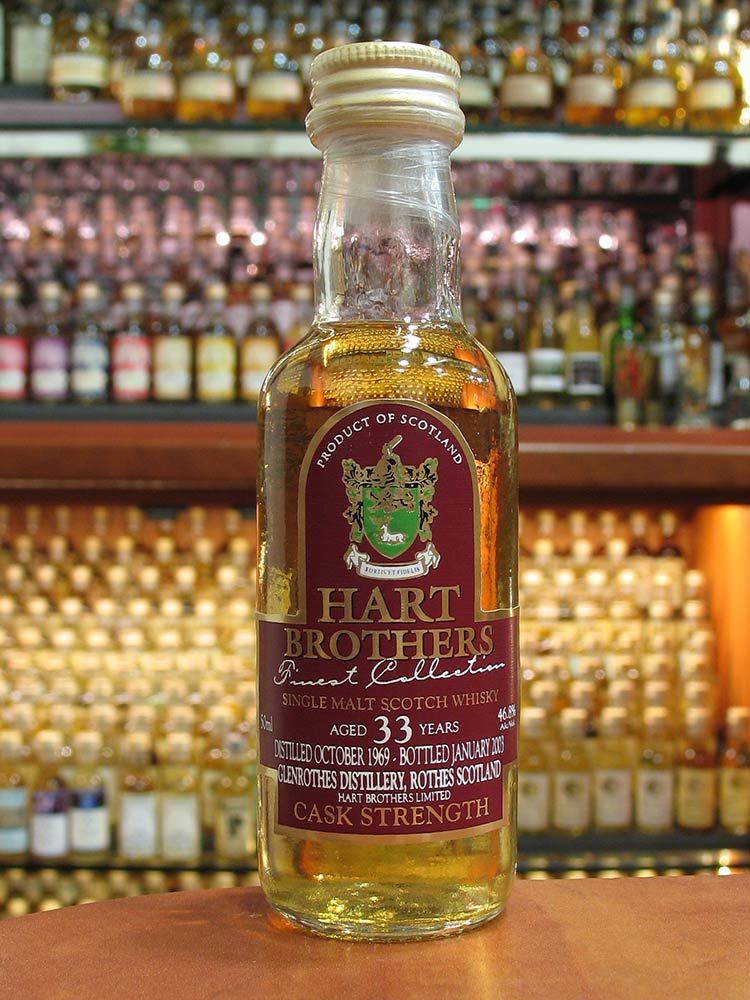 PRODUCT OF SCOTLAND
FORTIS ET FIDELIS
HART
BROTHERS
Finest Collection
SINGLE MALT SCOTCH WHISKY
50ml AGED 33 YEARS 46.8%
Alc/Vol
DISTILLED OCTOBER 1969 - BOTTLED JANUARY 2003
GLENROTHES DISTILLERY, ROTHES SCOTLAND
HART BROTHERS LIMITED
CASK STRENGTH